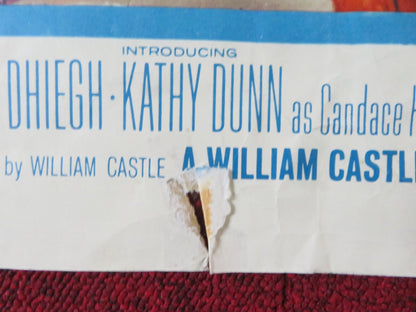 INTRODUCING
DHIEGH · KATHY DUNN as Candace
by WILLIAM CASTLE A WILLIAM CASTL